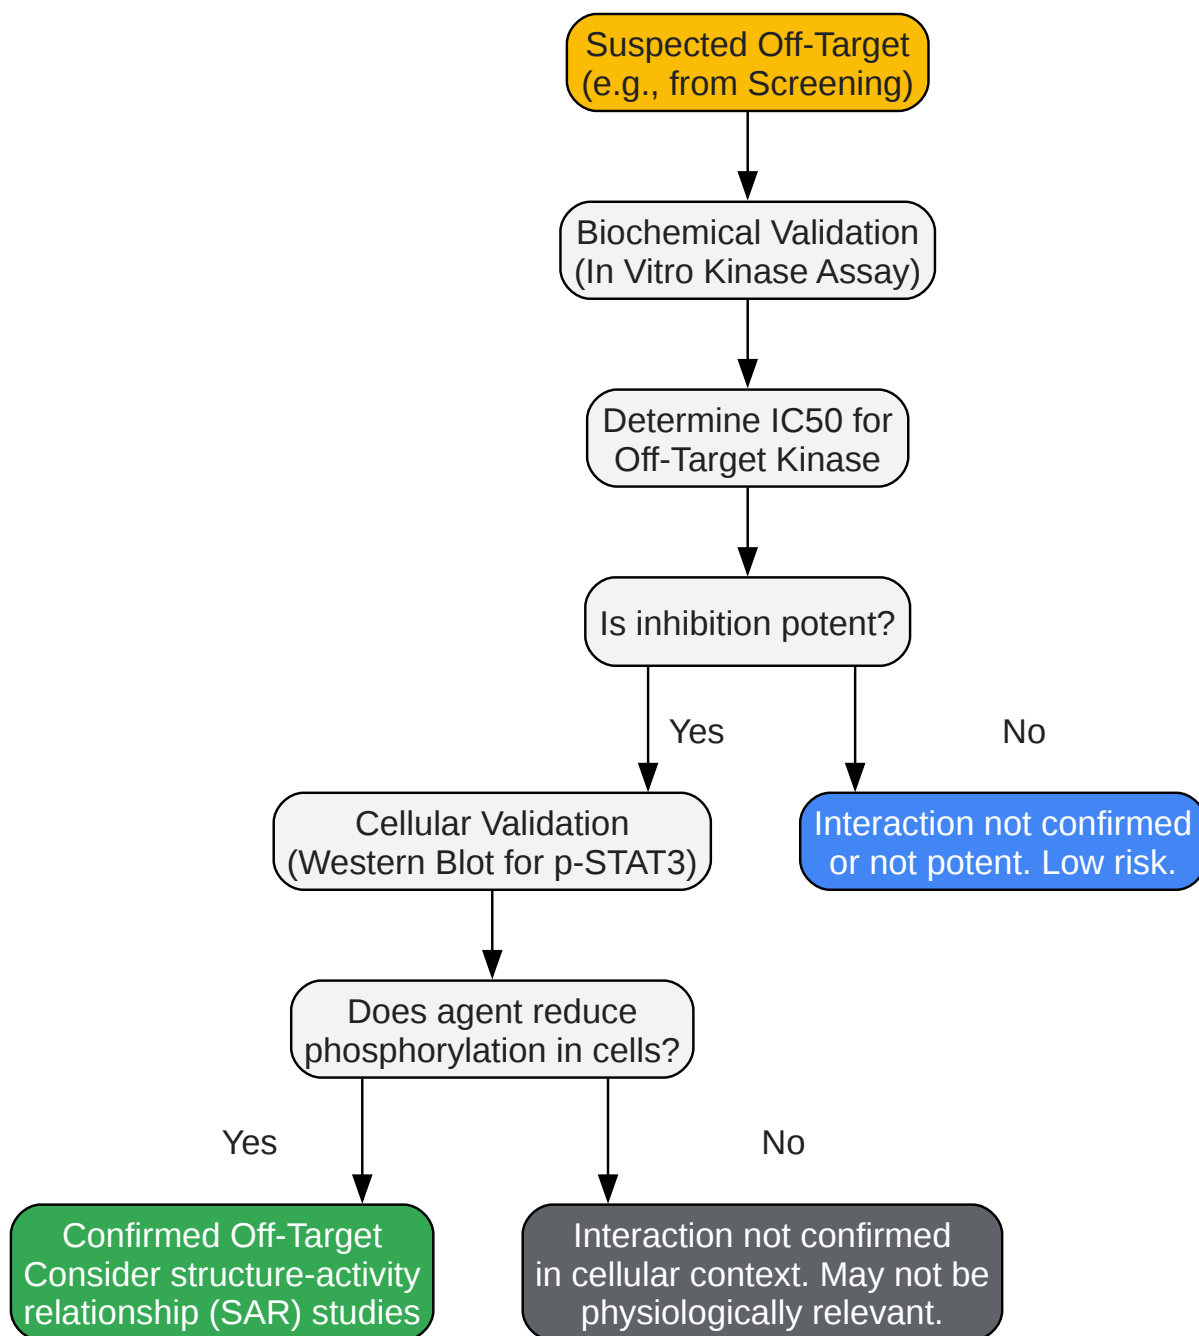 Suspected Off-Target
(e.g., from Screening)
Biochemical Validation
(In Vitro Kinase Assay)
Determine IC50 for
Off-Target Kinase
Is inhibition potent?
Yes
No
Cellular Validation
(Western Blot for p-STAT3)
Interaction not confirmed
or not potent. Low risk.
Does agent reduce
phosphorylation in cells?
Yes
No
Confirmed Off-Target
Consider structure-activity
relationship (SAR) studies
Interaction not confirmed
in cellular context. May not be
physiologically relevant.